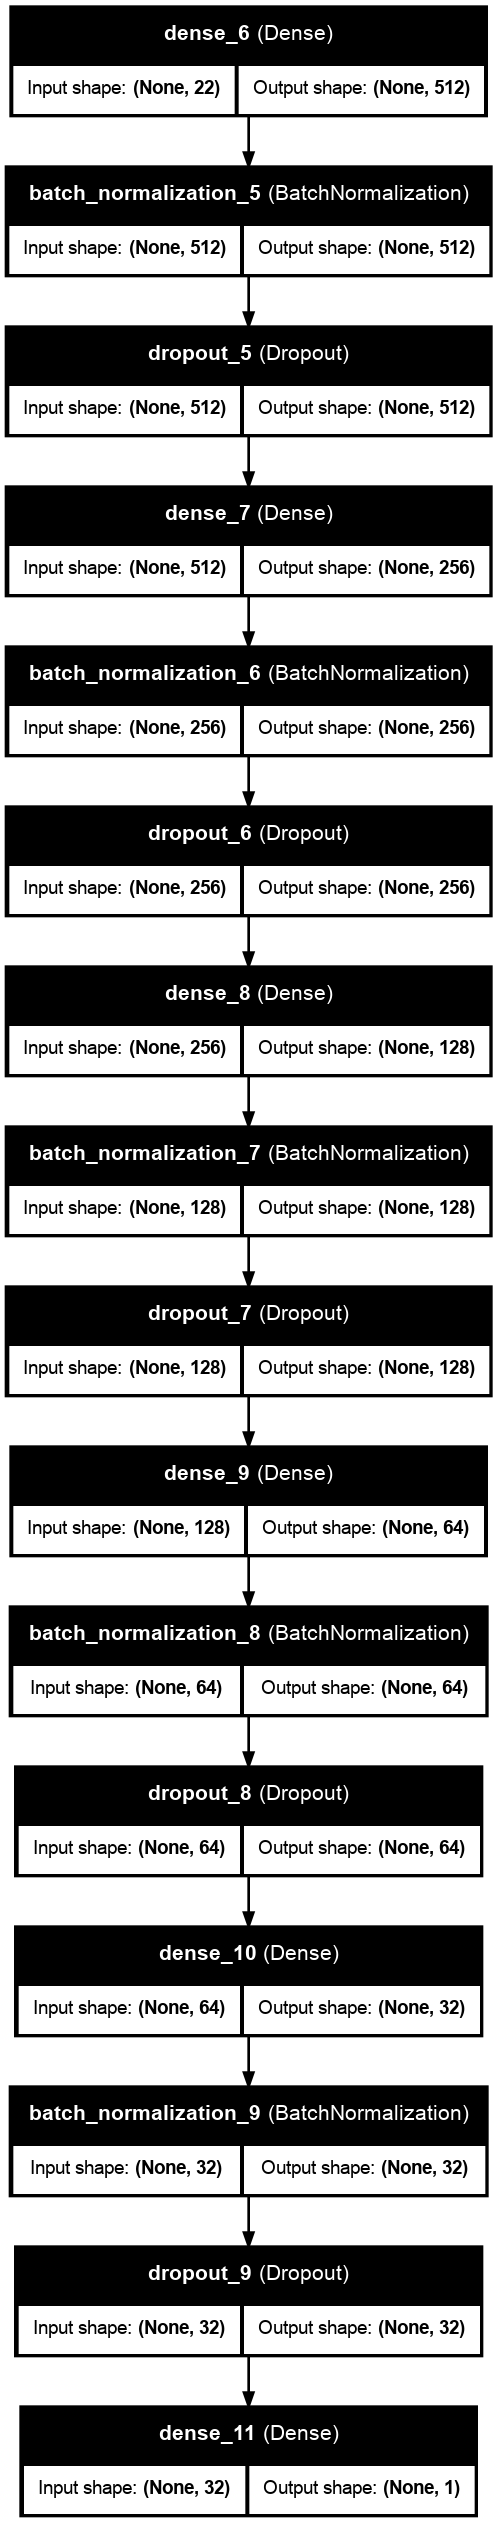 dense_6 (Dense)
Input shape: (None, 22) Output shape: (None, 512)
batch_normalization_5 (BatchNormalization)
Input shape: (None, 512) Output shape: (None, 512)
dropout_5 (Dropout)
Input shape: (None, 512) Output shape: (None, 512)
dense_7 (Dense)
Input shape: (None, 512) Output shape: (None, 256)
batch_normalization_6 (BatchNormalization)
Input shape: (None, 256) Output shape: (None, 256)
dropout_6 (Dropout)
Input shape: (None, 256) Output shape: (None, 256)
dense_8 (Dense)
Input shape: (None, 256) Output shape: (None, 128)
batch_normalization_7 (BatchNormalization)
Input shape: (None, 128) Output shape: (None, 128)
dropout_7 (Dropout)
Input shape: (None, 128) Output shape: (None, 128)
dense_9 (Dense)
Input shape: (None, 128) Output shape: (None, 64)
batch_normalization_8 (BatchNormalization)
Input shape: (None, 64) Output shape: (None, 64)
dropout_8 (Dropout)
Input shape: (None, 64) Output shape: (None, 64)
dense_10 (Dense)
Input shape: (None, 64) Output shape: (None, 32)
batch_normalization_9 (BatchNormalization)
Input shape: (None, 32) Output shape: (None, 32)
dropout_9 (Dropout)
Input shape: (None, 32) Output shape: (None, 32)
dense_11 (Dense)
Input shape: (None, 32) Output shape: (None, 1)